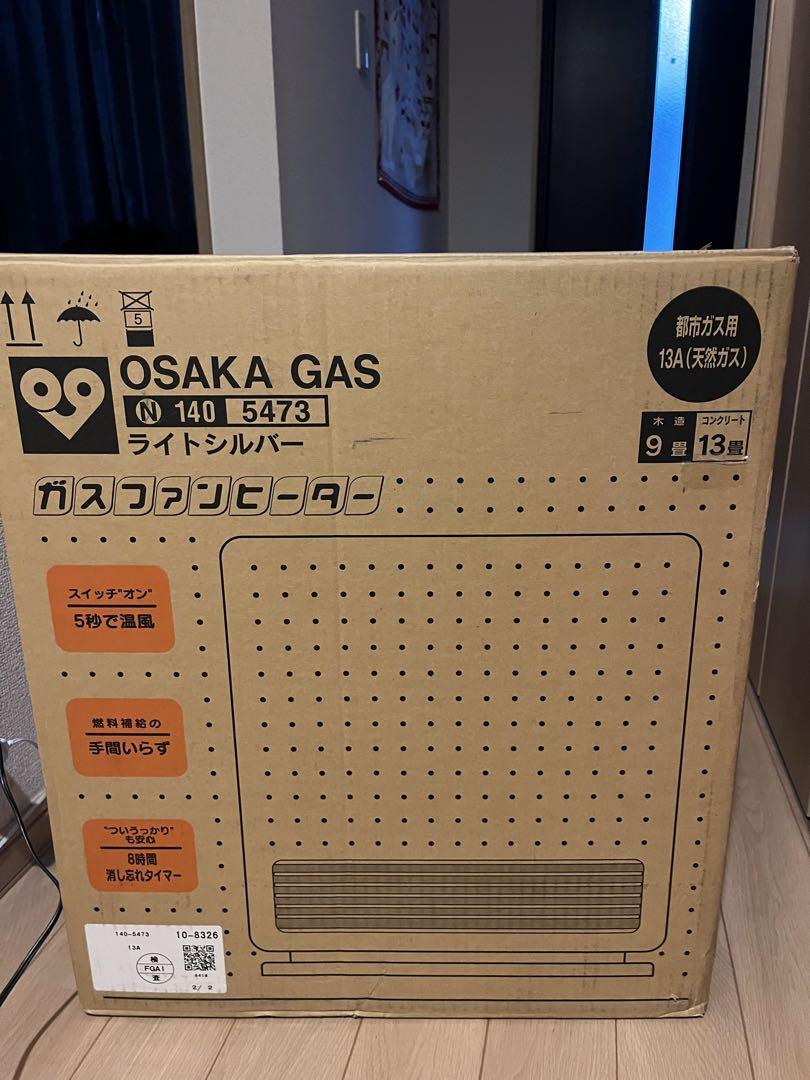 5
OSAKA GAS
N 140 5473
ライトシルバー
都市ガス用
13A(天然ガス)
木造
9畳
コンクリート
13畳
ガスファンヒーター
スイッチ"オン"
5秒で温風
燃料補給の
手間いらず
"ついうっかり"
も安心
8時間
消し忘れタイマー
140-5473
10-8326
13A
検
FGAI
査
8418
2/ 2